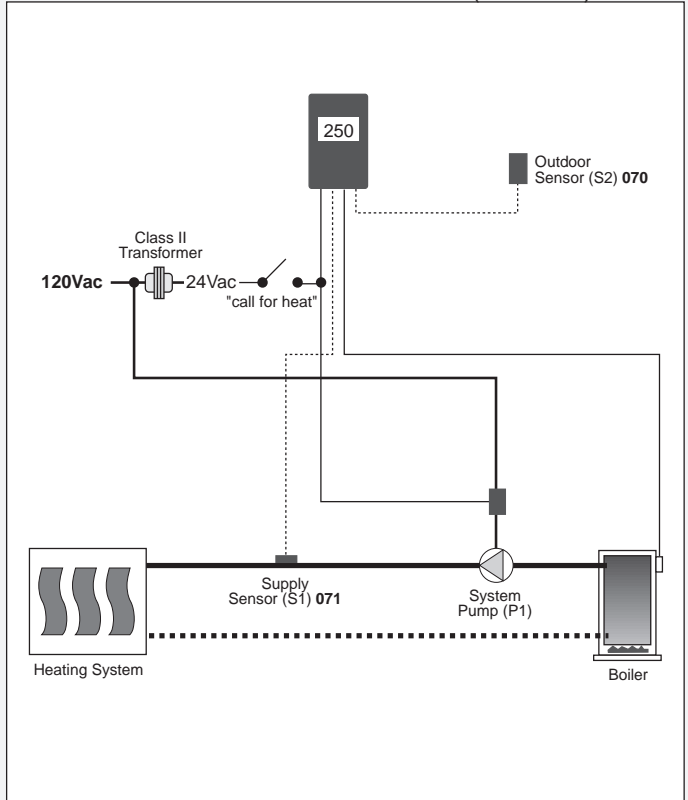 250
Outdoor
Sensor (S2) 070
Class II
Transformer
120Vac
24Vac
"call for heat"
Supply
Sensor (S1) 071
System
Pump (P1)
Heating System
Boiler